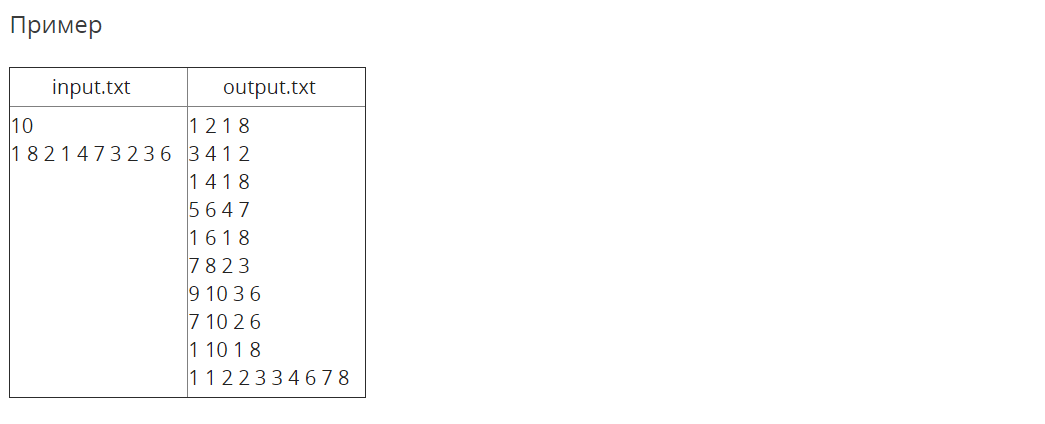 Пример
input.txt output.txt
10
1 8 2 1 4 7 3 2 3 6
1 2 1 8
3 4 1 2
1 4 1 8
5 6 4 7
1 6 1 8
7 8 2 3
9 10 3 6
7 10 2 6
1 10 1 8
1 1 2 2 3 3 4 6 7 8